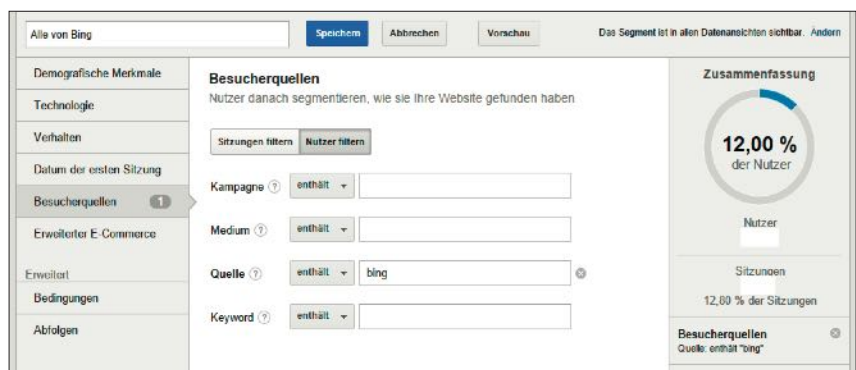 Alle von Bing
Speichern
Abbrechen
Vorschau
Das Segment ist in allen Datenansichten sichtbar. Ändern
Demografische Merkmale
Technologie
Verhalten
Datum der ersten Sitzung
Besucherquellen 1
Erweiterter E-Commerce
Erweitert
Bedingungen
Abfolgen
Besucherquellen
Nutzer danach segmentieren, wie sie Ihre Website gefunden haben
Sitzungen filtern Nutzer filtern
Kampagne ? enthält
Medium ? enthält
Quelle ? enthält bing
Keyword ? enthält
Zusammenfassung
12,00 %
der Nutzer
Nutzer
Sitzungen
12,80 % der Sitzungen
Besucherquellen
Quelle: enthält "bing"